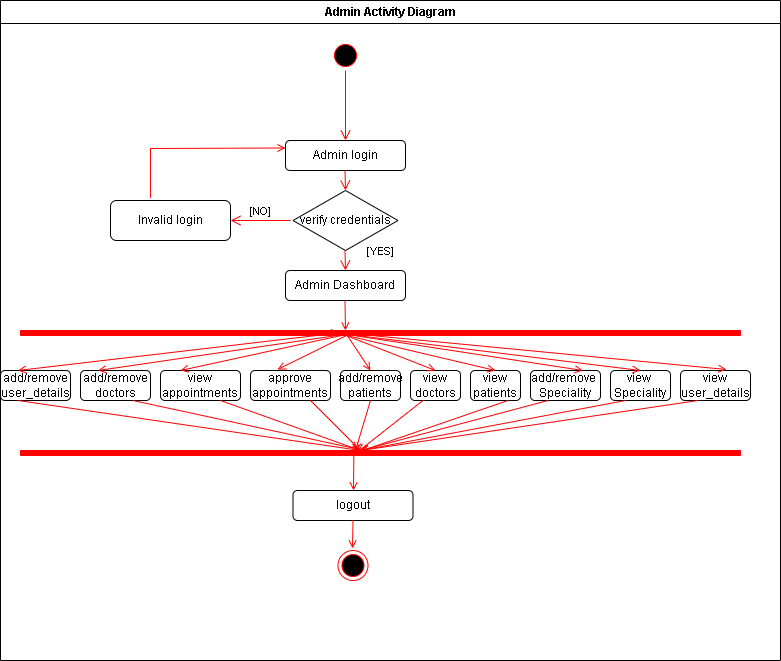 Admin Activity Diagram
Admin login
Invalid login
[NO]
verify credentials
[YES]
Admin Dashboard
add/remove
user_details
add/remove
doctors
view
appointments
approve
appointments
add/remove
patients
view
doctors
view
patients
add/remove
Speciality
view
Speciality
view
user_details
logout